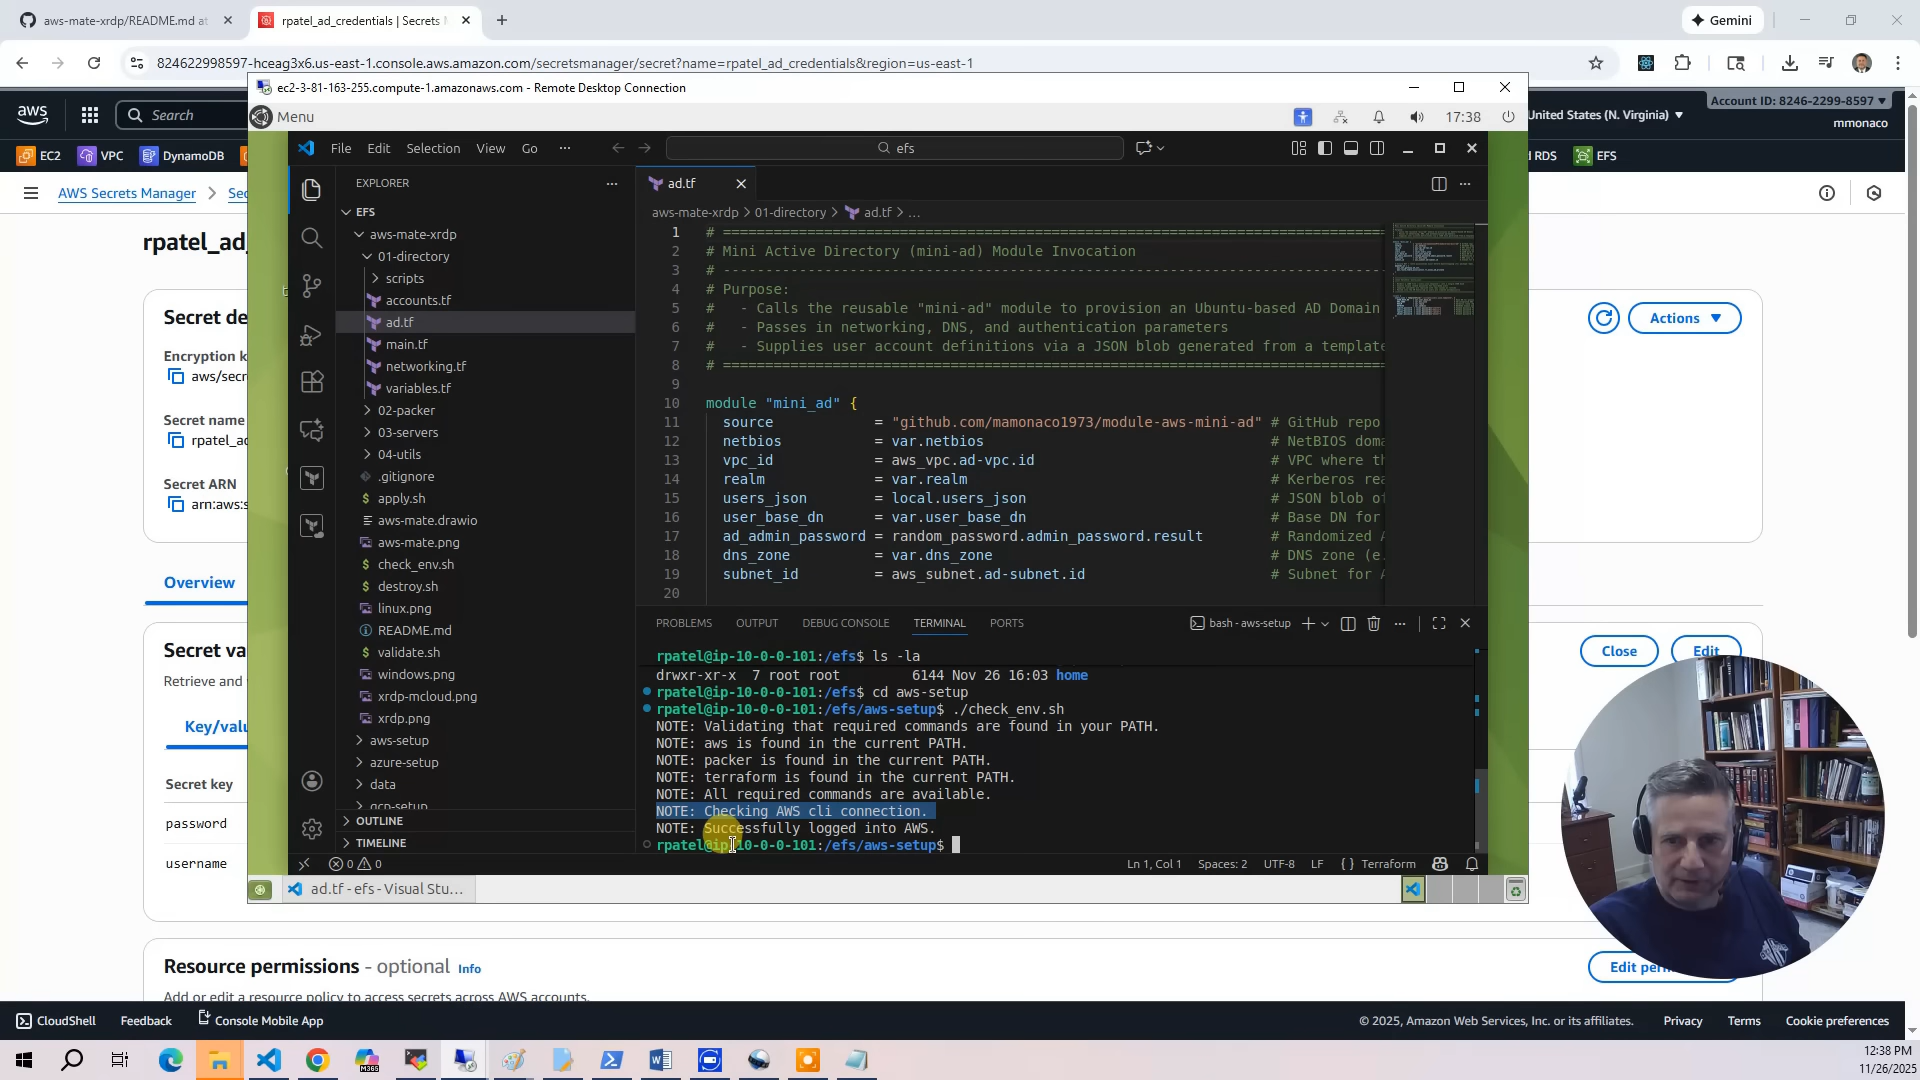 aws-mate-xrdp/README.md at
rpatel_ad_credentials | Secrets
Gemini
824622998597-hceag3x6.us-east-1.console.aws.amazon.com/secretsmanager/secret?name=rpatel_ad_credentials&region=us-east-1
aws
Search
Account ID: 8246-2299-8597
United States (N. Virginia)
mmonaco
EC2
VPC
DynamoDB
RDS
EFS
AWS Secrets Manager
rpatel_ad_
Encryption k
aws/secr
Secret name
rpatel_ad
Secret ARN
arn:aws:s
Actions
Overview
Close
Edit
Retrieve and
Key/valu
Secret key
password
username
Resource permissions - optional Info
Add or edit a resource policy to access secrets across AWS accounts.
ec2-3-81-163-255.compute-1.amazonaws.com - Remote Desktop Connection
Menu
17:38
File Edit Selection View Go ···
efs
EXPLORER
EFS
aws-mate-xrdp
01-directory
scripts
accounts.tf
ad.tf
main.tf
networking.tf
variables.tf
02-packer
03-servers
04-utils
.gitignore
apply.sh
aws-mate.drawio
aws-mate.png
check_env.sh
destroy.sh
linux.png
README.md
validate.sh
windows.png
xrdp-mcloud.png
xrdp.png
aws-setup
azure-setup
data
gcp-setup
OUTLINE
TIMELINE
ad.tf
aws-mate-xrdp > 01-directory > ad.tf > ...
1 # ================================================================================
2 # Mini Active Directory (mini-ad) Module Invocation
3 # --------------------------------------------------------------------------------
4 # Purpose:
5 #   - Calls the reusable "mini-ad" module to provision an Ubuntu-based AD Domain
6 #   - Passes in networking, DNS, and authentication parameters
7 #   - Supplies user account definitions via a JSON blob generated from a template
8 # ================================================================================
9
10 module "mini_ad" {
11 source = "github.com/mamonaco1973/module-aws-mini-ad" # GitHub repo
12 netbios = var.netbios # NetBIOS doma
13 vpc_id = aws_vpc.ad-vpc.id # VPC where th
14 realm = var.realm # Kerberos rea
15 users_json = local.users_json # JSON blob of
16 user_base_dn = var.user_base_dn # Base DN for
17 ad_admin_password = random_password.admin_password.result # Randomized A
18 dns_zone = var.dns_zone # DNS zone (e.
19 subnet_id = aws_subnet.ad-subnet.id # Subnet for A
20
PROBLEMS OUTPUT DEBUG CONSOLE TERMINAL PORTS
bash - aws-setup
rpatel@ip-10-0-0-101:/efs$ ls -la
drwxr-xr-x 7 root root 6144 Nov 26 16:03 home
rpatel@ip-10-0-0-101:/efs$ cd aws-setup
rpatel@ip-10-0-0-101:/efs/aws-setup$ ./check_env.sh
NOTE: Validating that required commands are found in your PATH.
NOTE: aws is found in the current PATH.
NOTE: packer is found in the current PATH.
NOTE: terraform is found in the current PATH.
NOTE: All required commands are available.
NOTE: Checking AWS cli connection.
NOTE: Successfully logged into AWS.
rpatel@ip-10-0-0-101:/efs/aws-setup$
0 0
Ln 1, Col 1 Spaces: 2 UTF-8 LF { } Terraform
ad.tf - efs - Visual Stu...
CloudShell Feedback Console Mobile App
© 2025, Amazon Web Services, Inc. or its affiliates. Privacy Terms Cookie preferences
12:38 PM
11/26/2025